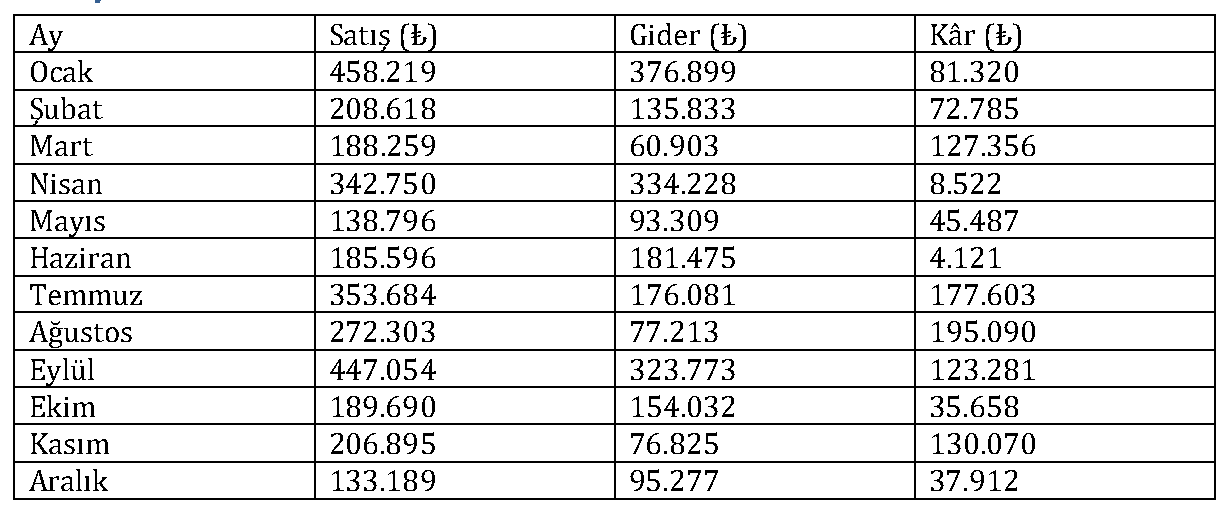 Ay Satış (₺) Gider (₺) Kâr (₺)
Ocak 458.219 376.899 81.320
Şubat 208.618 135.833 72.785
Mart 188.259 60.903 127.356
Nisan 342.750 334.228 8.522
Mayıs 138.796 93.309 45.487
Haziran 185.596 181.475 4.121
Temmuz 353.684 176.081 177.603
Ağustos 272.303 77.213 195.090
Eylül 447.054 323.773 123.281
Ekim 189.690 154.032 35.658
Kasım 206.895 76.825 130.070
Aralık 133.189 95.277 37.912